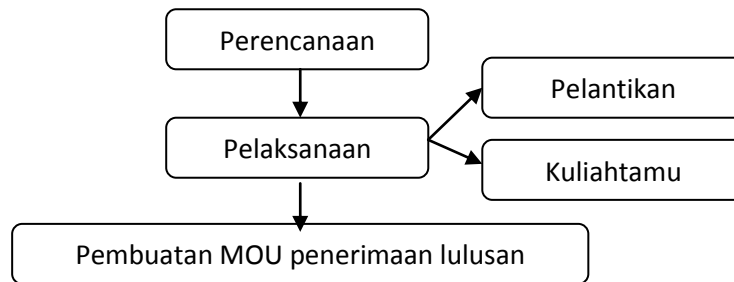 Perencanaan
Pelantikan
Pelaksanaan
Kuliahtamu
Pembuatan MOU penerimaan lulusan